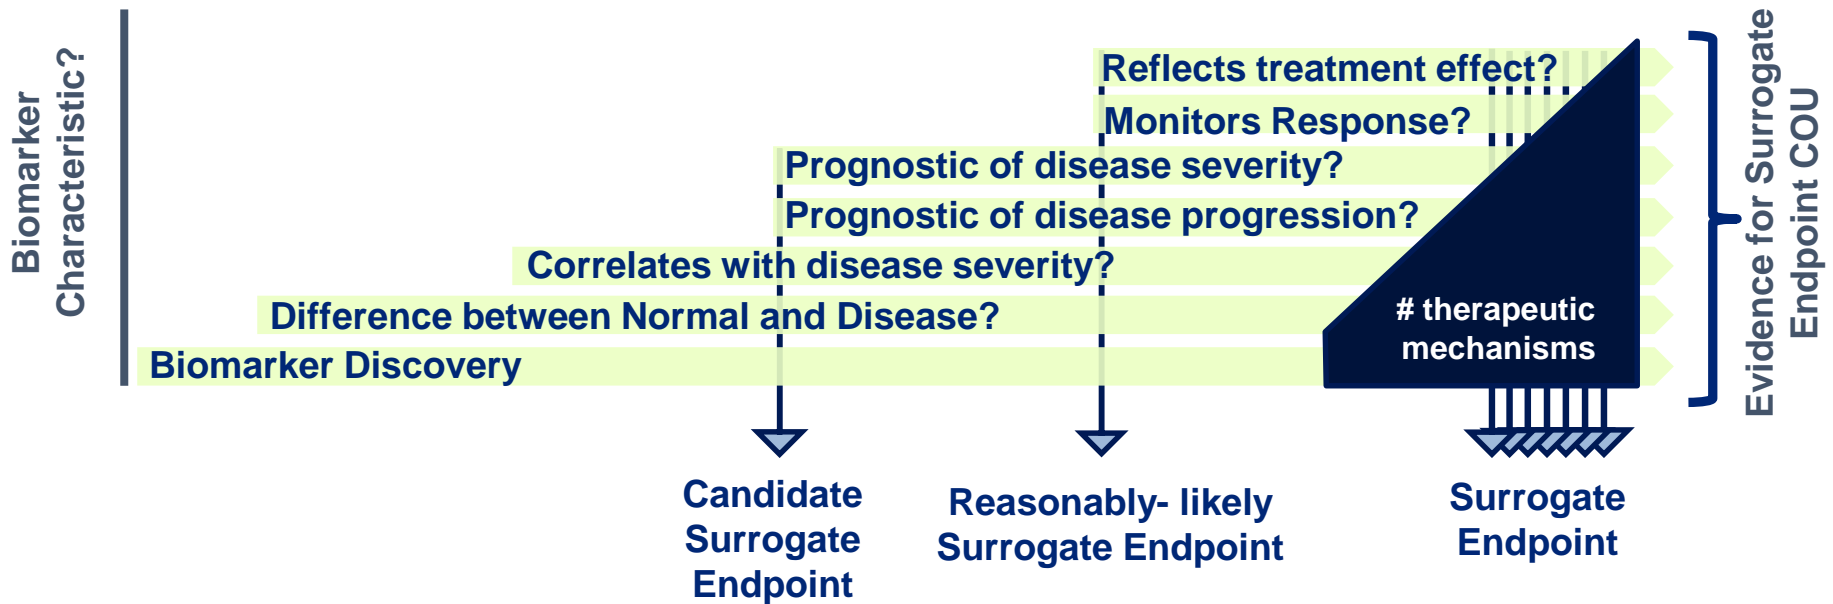 Biomarker
Characteristic?
Reflects treatment effect?
Monitors Response?
Prognostic of disease severity?
Prognostic of disease progression?
Correlates with disease severity?
Difference between Normal and Disease?
Biomarker Discovery
# therapeutic
mechanisms
Evidence for Surrogate
Endpoint COU
Candidate
Surrogate
Endpoint
Reasonably- likely
Surrogate Endpoint
Surrogate
Endpoint